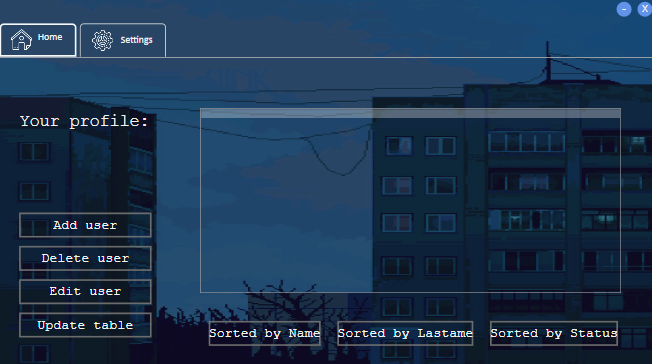 - X
Home
Settings
Your profile:
Add user
Delete user
Edit user
Update table
Sorted by Name
Sorted by Lastame
Sorted by Status